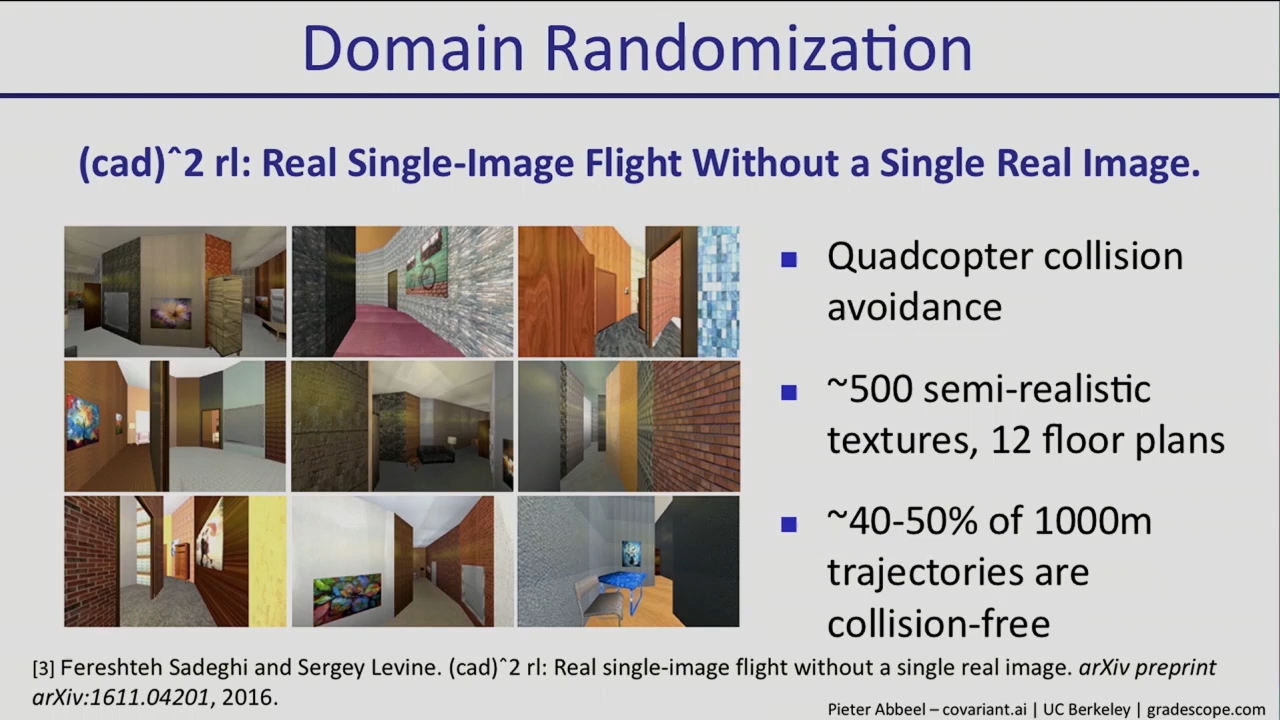 Domain Randomization
(cad)ˆ2 rl: Real Single-Image Flight Without a Single Real Image.
▪ Quadcopter collision
avoidance
▪ ~500 semi-realistic
textures, 12 floor plans
▪ ~40-50% of 1000m
trajectories are
collision-free
[3] Fereshteh Sadeghi and Sergey Levine. (cad)ˆ2 rl: Real single-image flight without a single real image. arXiv preprint
arXiv:1611.04201, 2016.
Pieter Abbeel – covariant.ai | UC Berkeley | gradescope.com